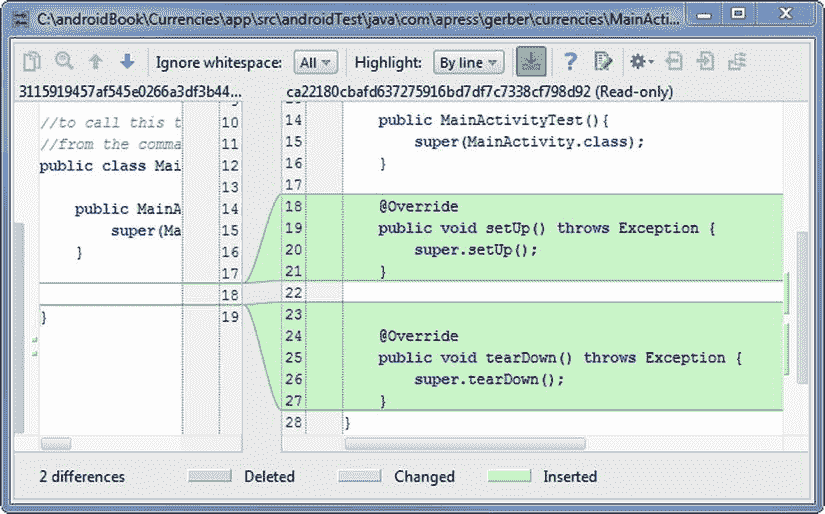 C:\androidBook\Currencies\app\src\androidTest\java\com\apress\gerber\currencies\MainActi...
Ignore whitespace: All Highlight: By line ?
3115919457af545e0266a3df3b44...
//to call this t 10
//from the comma 11
public class Mai 12
13
public MainA 14
super(Ma 15
} 16
17
18
} 19
ca22180cbafd637275916bd7df7c7338cf798d92 (Read-only)
14 public MainActivityTest(){
15 super(MainActivity.class);
16 }
17
18 @Override
19 public void setUp() throws Exception {
20 super.setUp();
21 }
22
23
24 @Override
25 public void tearDown() throws Exception {
26 super.tearDown();
27 }
28 }
2 differences Deleted Changed Inserted